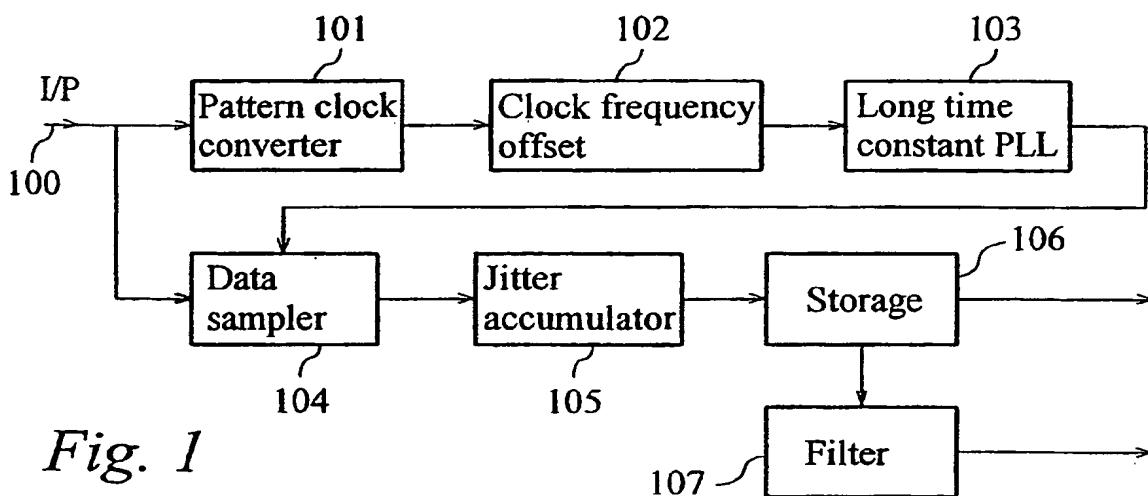 101
102
103
I/P
Pattern clock
converter
Clock frequency
offset
Long time
constant PLL
100
106
Data
sampler
Jitter
accumulator
Storage
104
105
Fig. 1
107
Filter